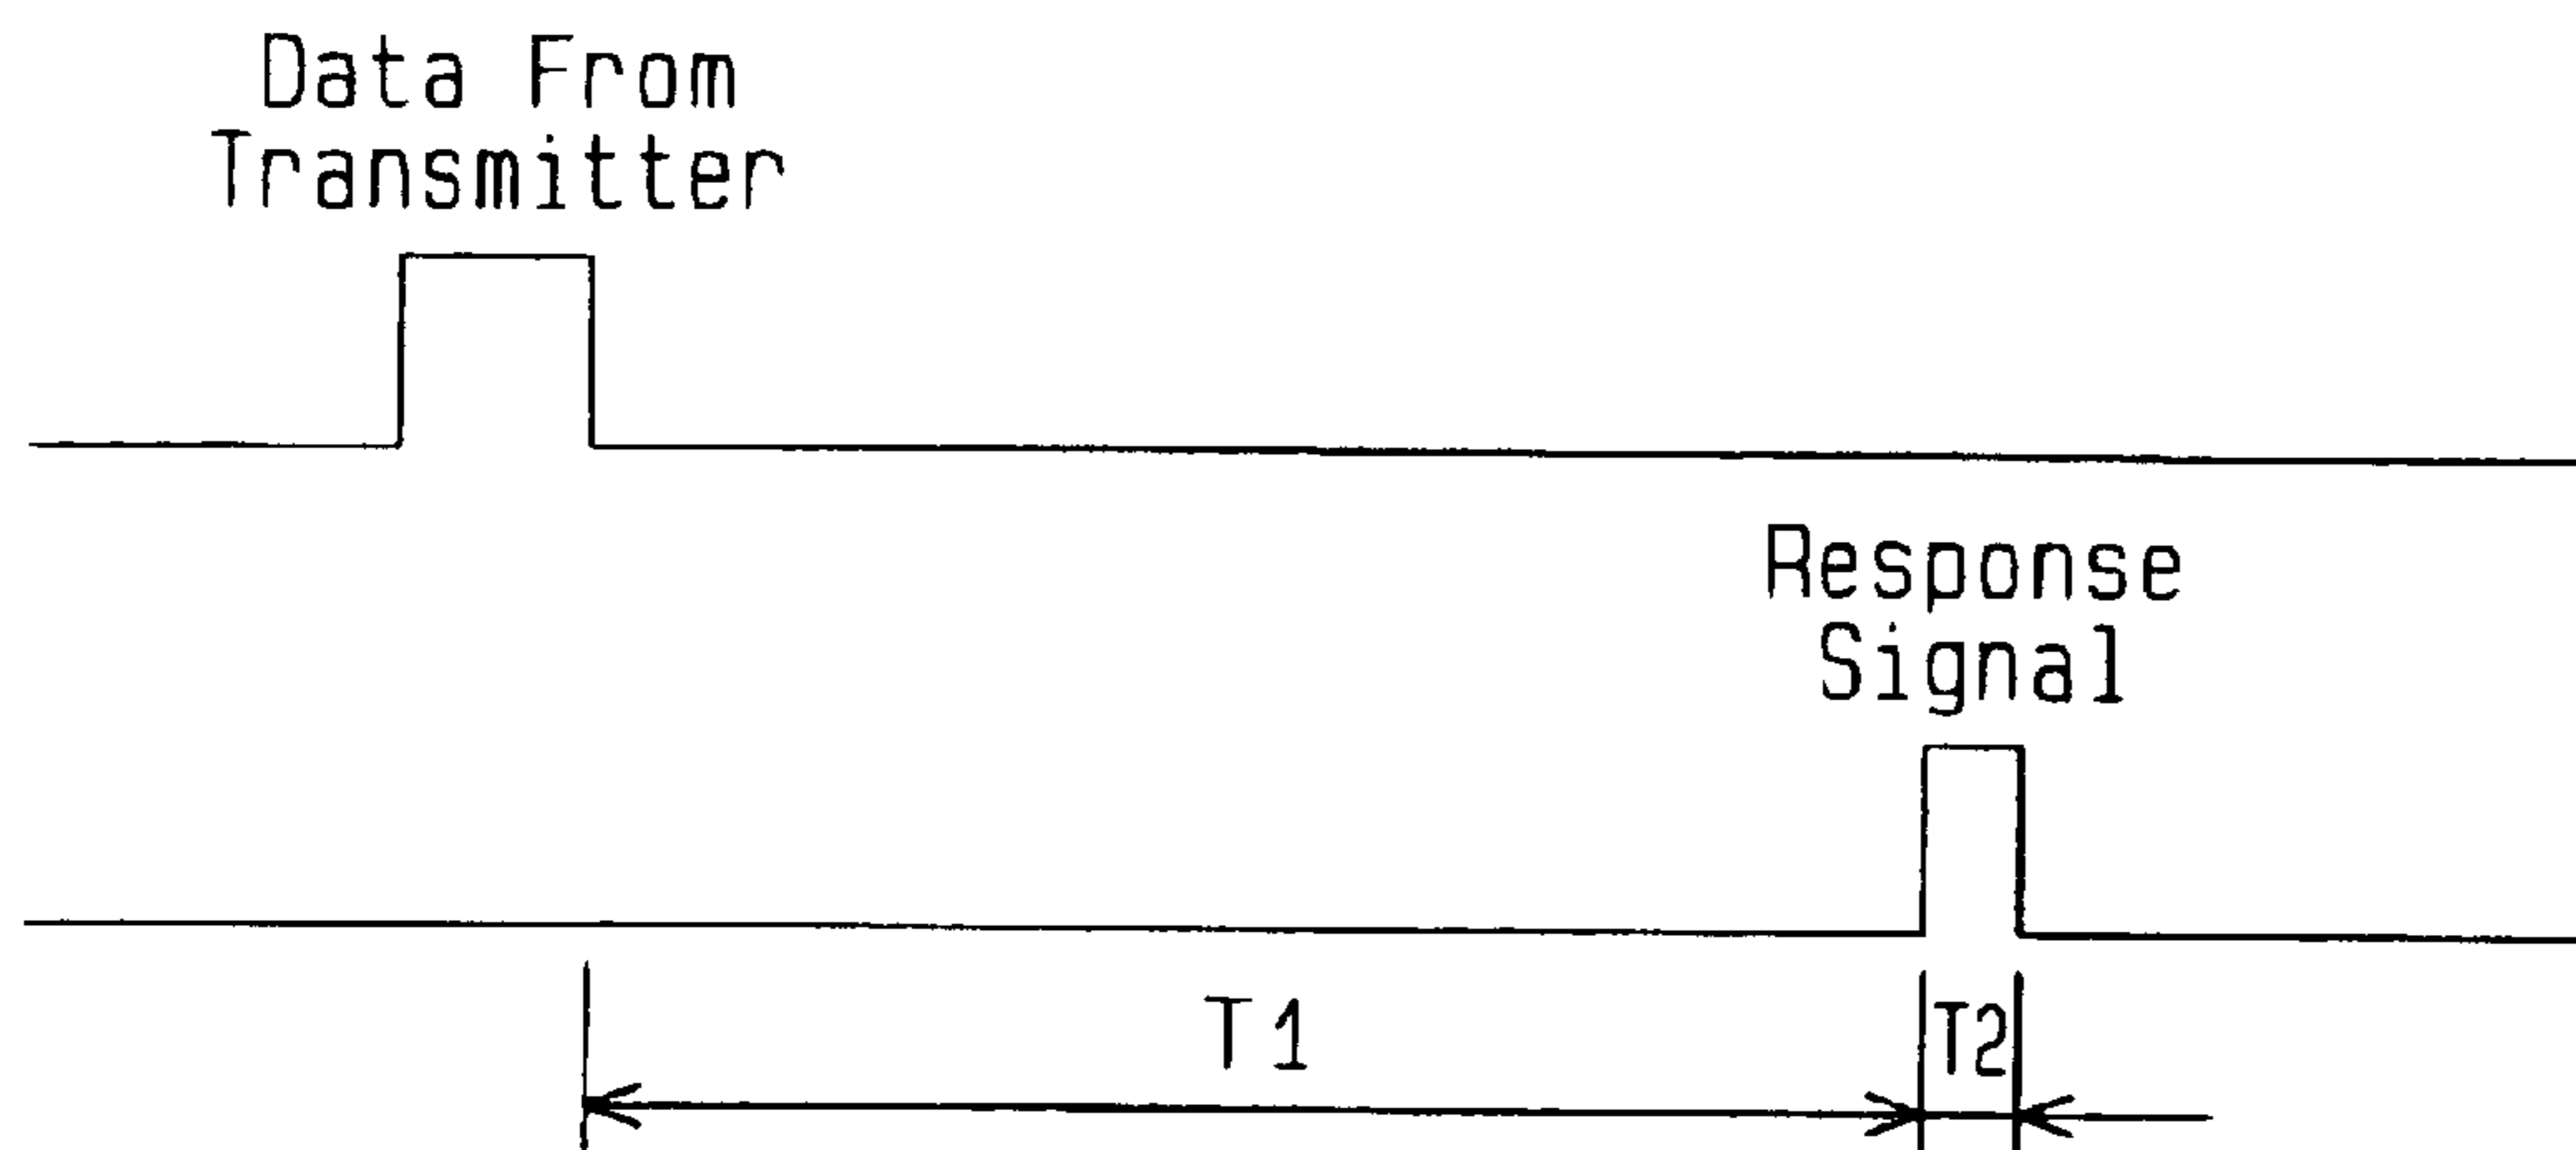 Data From
Transmitter
Response
Signal
T1
T2